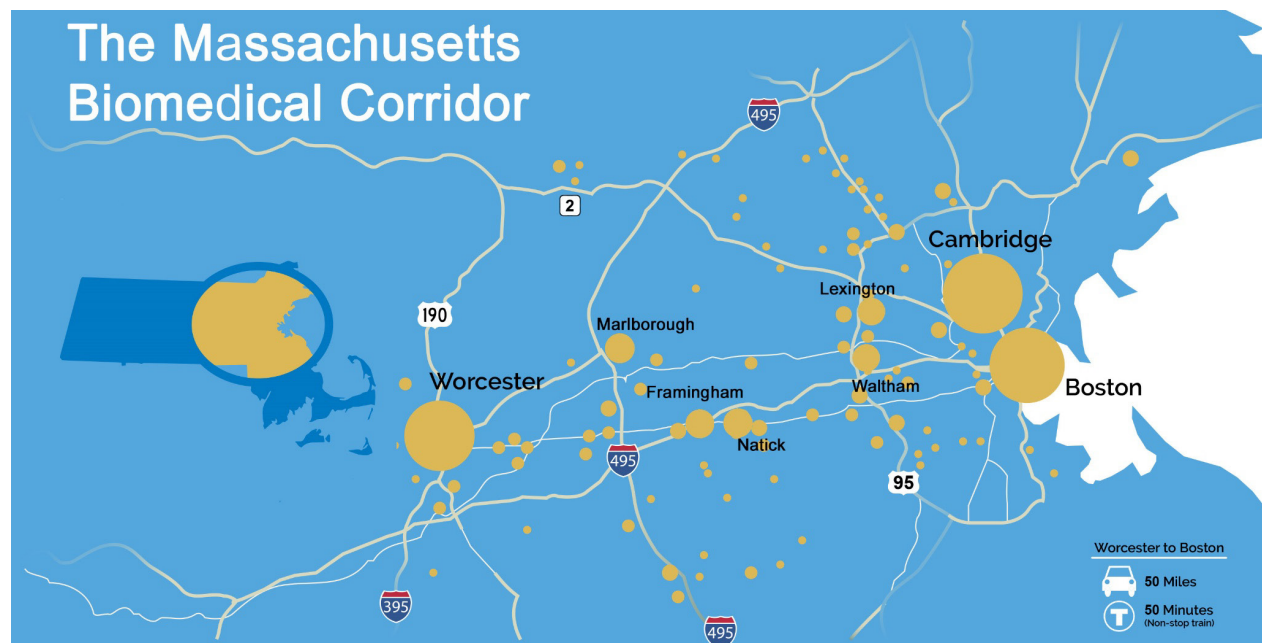 The Massachusetts
Biomedical Corridor
495
2
Cambridge
Lexington
190
Marlborough
Worcester
Framingham
Waltham
Boston
Natick
495
95
Worcester to Boston
50 Miles
50 Minutes
(Non-stop train)
T
395
495